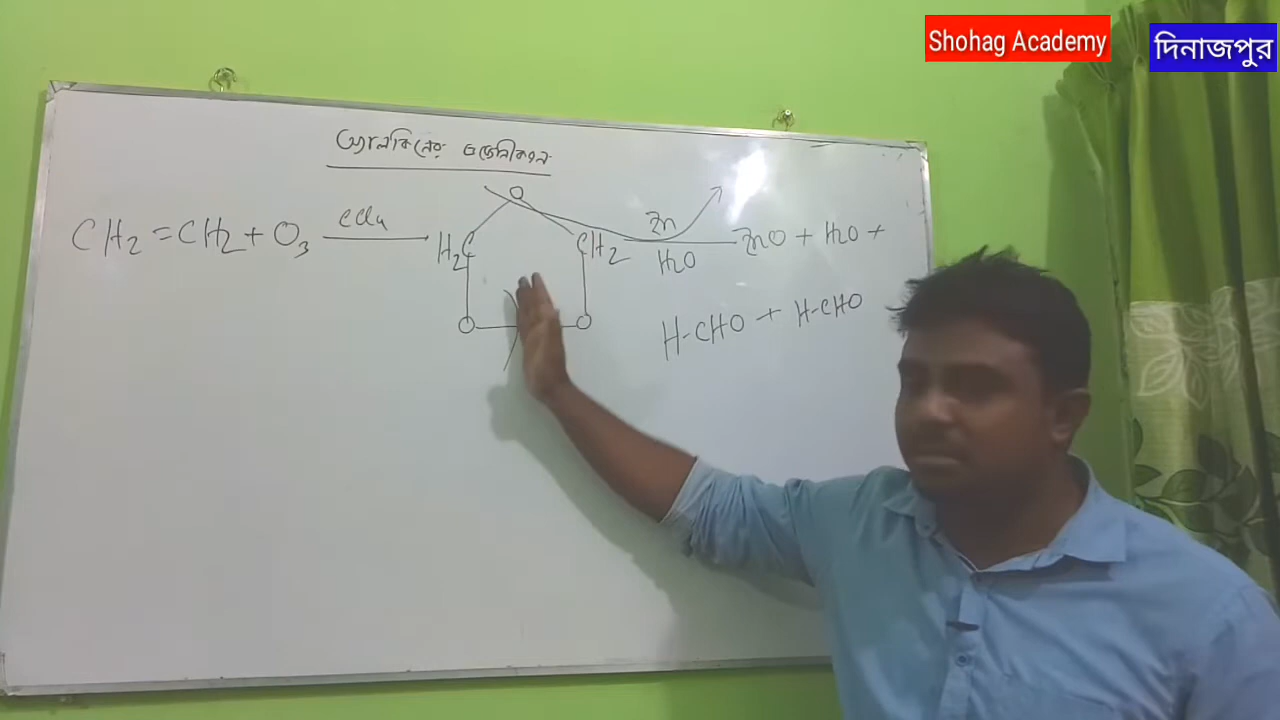 Shohag Academy
দিনাজপুর
অ্যালকিনের ওজোনীকরণ
CH2=CH2+ O3 CCl4 H2C O CH2 Zn H2O ZnO + H2O +
O O H-CHO + H-CHO